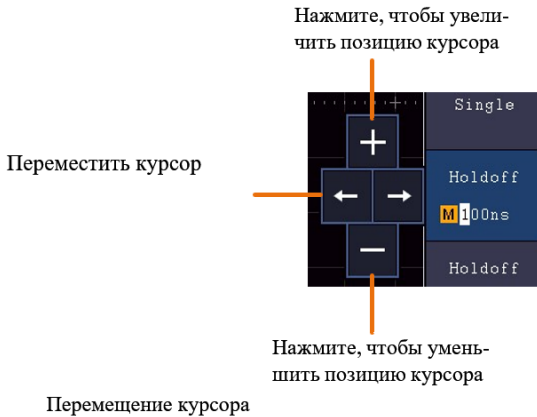 Нажмите, чтобы увели-
чить позицию курсора
Single
+
Переместить курсор
← →
Holdoff
M 100ns
−
Holdoff
Нажмите, чтобы умень-
шить позицию курсора
Перемещение курсора